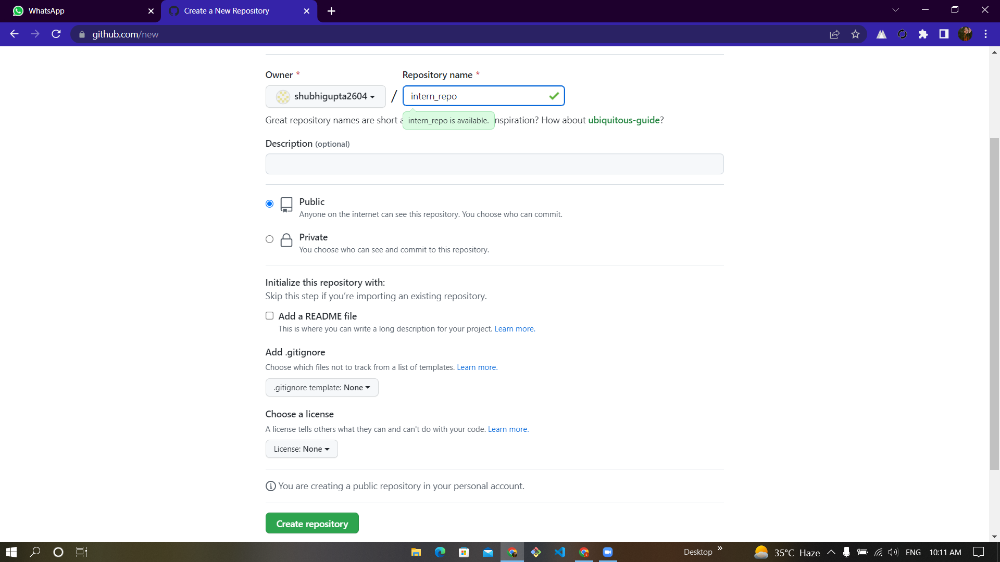 WhatsApp
Create a New Repository
github.com/new
Owner *
Repository name *
shubhigupta2604
/
intern_repo
Great repository names are short a
intern_repo is available.
nspiration? How about ubiquitous-guide?
Description (optional)
Public
Anyone on the internet can see this repository. You choose who can commit.
Private
You choose who can see and commit to this repository.
Initialize this repository with:
Skip this step if you’re importing an existing repository.
Add a README file
This is where you can write a long description for your project. Learn more.
Add .gitignore
Choose which files not to track from a list of templates. Learn more.
.gitignore template: None
Choose a license
A license tells others what they can and can't do with your code. Learn more.
License: None
You are creating a public repository in your personal account.
Create repository
Desktop
35°C Haze
ENG
10:11 AM